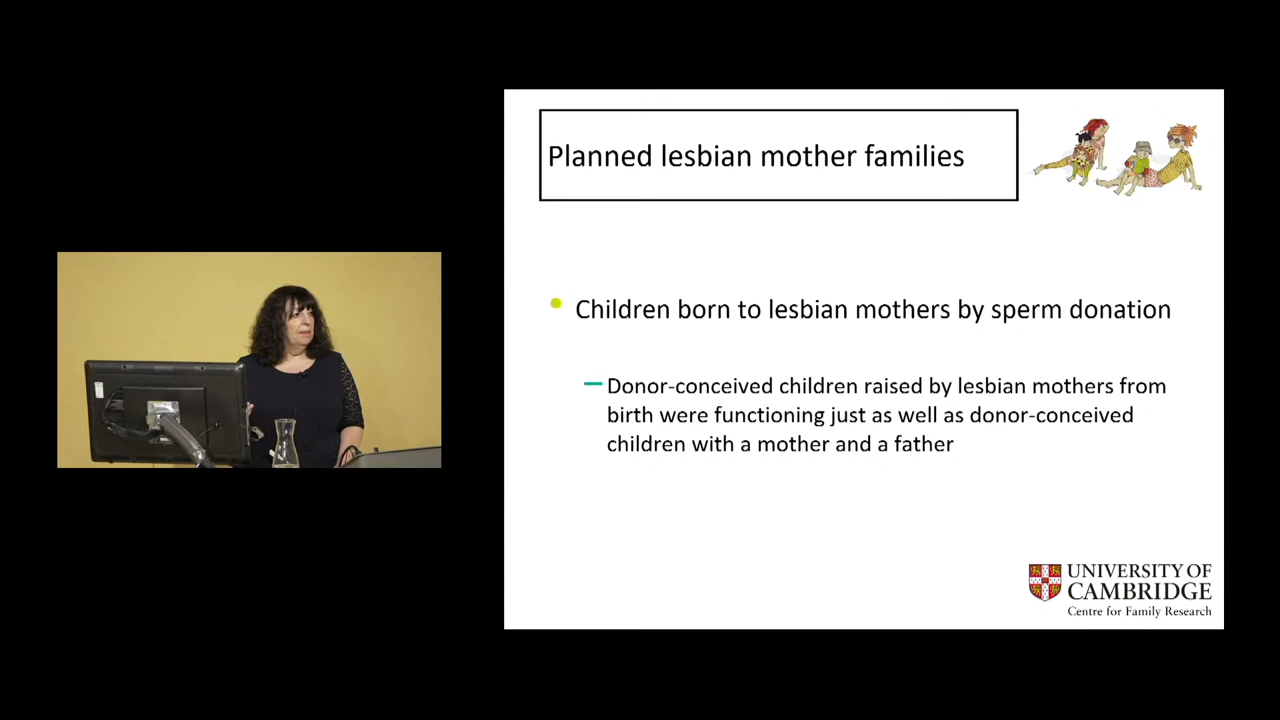 Planned lesbian mother families
• Children born to lesbian mothers by sperm donation
– Donor-conceived children raised by lesbian mothers from
birth were functioning just as well as donor-conceived
children with a mother and a father
UNIVERSITY OF
CAMBRIDGE
Centre for Family Research